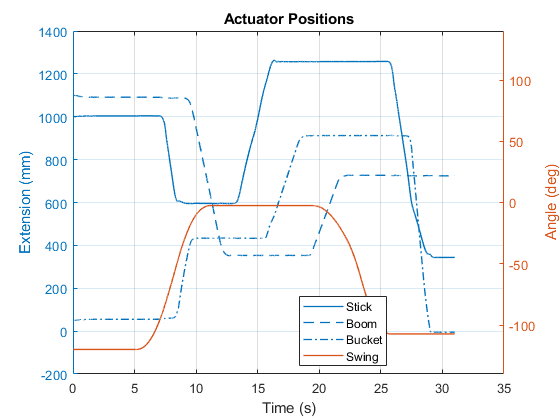 Actuator Positions
1400
1200
1000
800
600
400
200
0
-200
Extension (mm)
100
50
0
-50
-100
Angle (deg)
Stick
Boom
Bucket
Swing
0 5 10 15 20 25 30 35
Time (s)